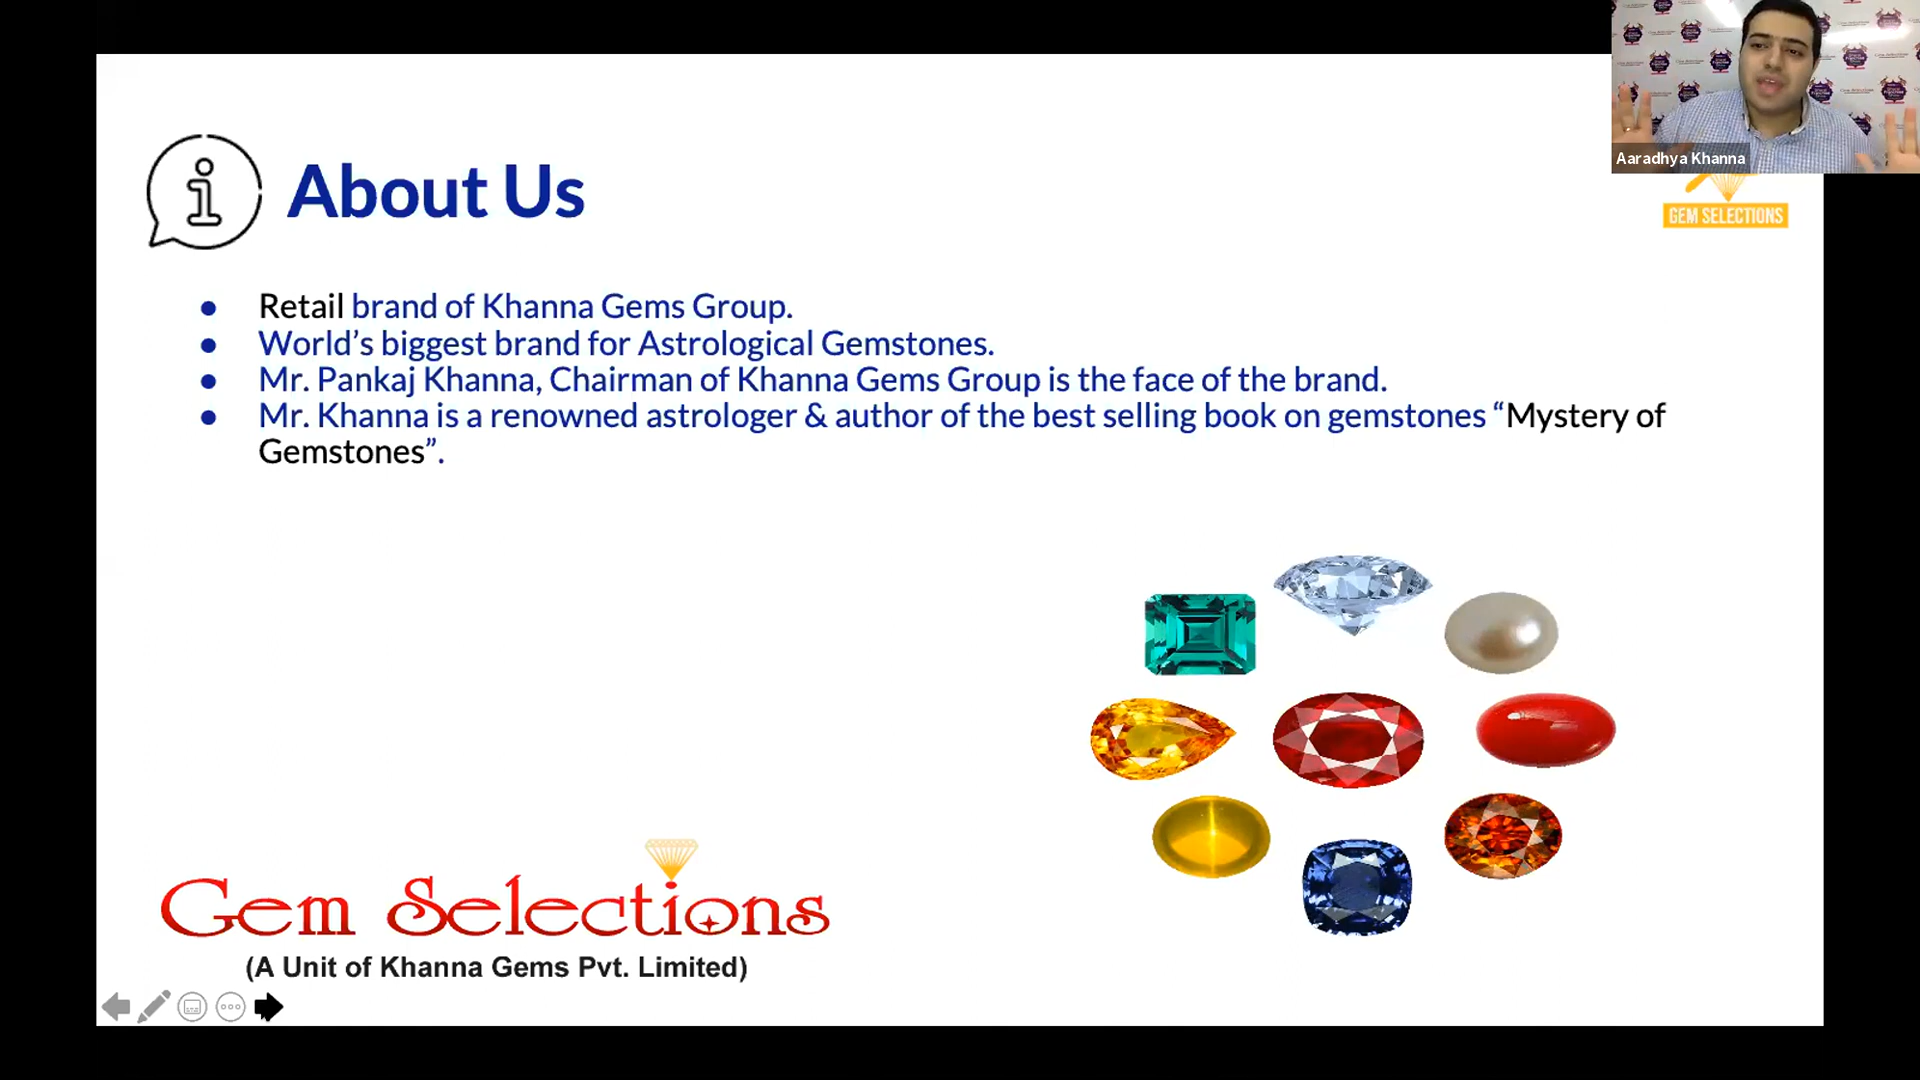 Aaradhya Khanna
About Us
GEM SELECTIONS
● Retail brand of Khanna Gems Group.
● World’s biggest brand for Astrological Gemstones.
● Mr. Pankaj Khanna, Chairman of Khanna Gems Group is the face of the brand.
● Mr. Khanna is a renowned astrologer & author of the best selling book on gemstones “Mystery of
Gemstones”.
Gem Selections
(A Unit of Khanna Gems Pvt. Limited)